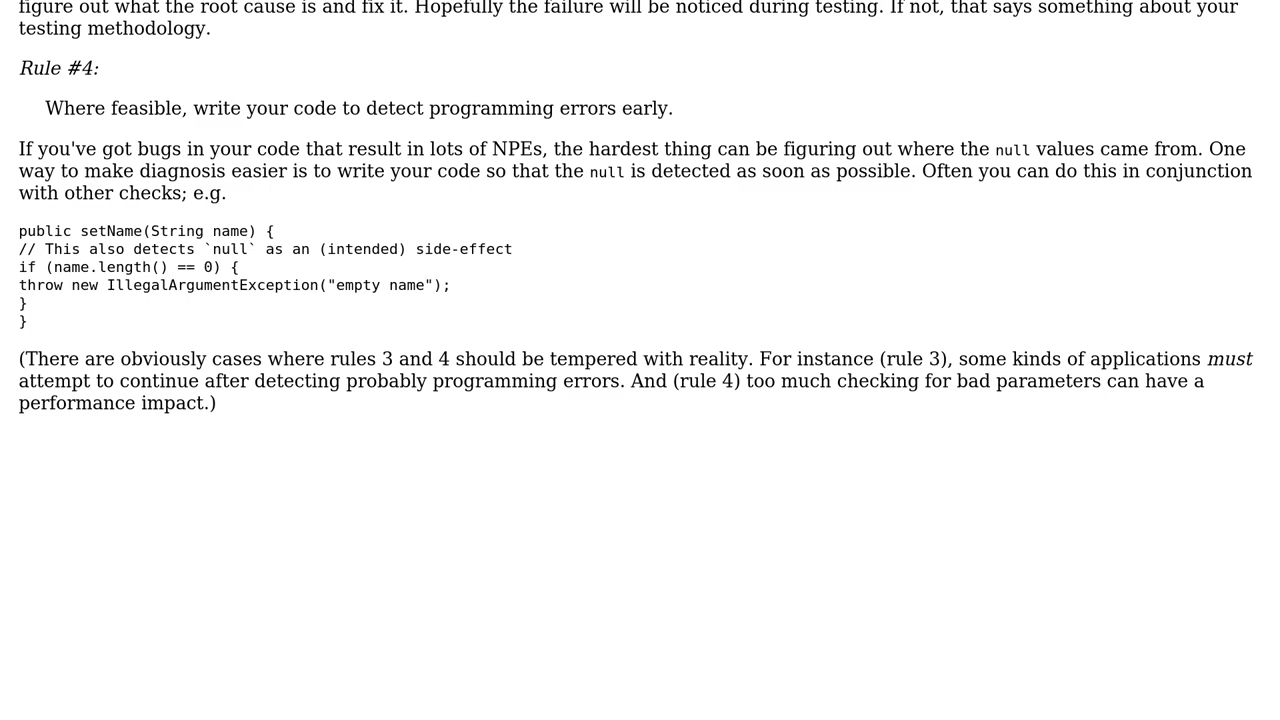 figure out what the root cause is and fix it. Hopefully the failure will be noticed during testing. If not, that says something about your
testing methodology.
Rule #4:
Where feasible, write your code to detect programming errors early.
If you've got bugs in your code that result in lots of NPEs, the hardest thing can be figuring out where the null values came from. One
way to make diagnosis easier is to write your code so that the null is detected as soon as possible. Often you can do this in conjunction
with other checks; e.g.
public setName(String name) {
// This also detects `null` as an (intended) side-effect
if (name.length() == 0) {
throw new IllegalArgumentException("empty name");
}
}
(There are obviously cases where rules 3 and 4 should be tempered with reality. For instance (rule 3), some kinds of applications must
attempt to continue after detecting probably programming errors. And (rule 4) too much checking for bad parameters can have a
performance impact.)